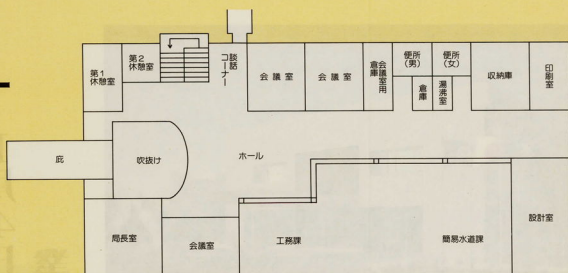 第1
休憩室
第2
休憩室
談話
コーナー
会議室
会議室
会議室用
倉庫
便所
(男)
便所
(女)
倉庫
湯沸室
収納庫
印刷室
庇
吹抜け
ホール
局長室
会議室
工務課
簡易水道課
設計室